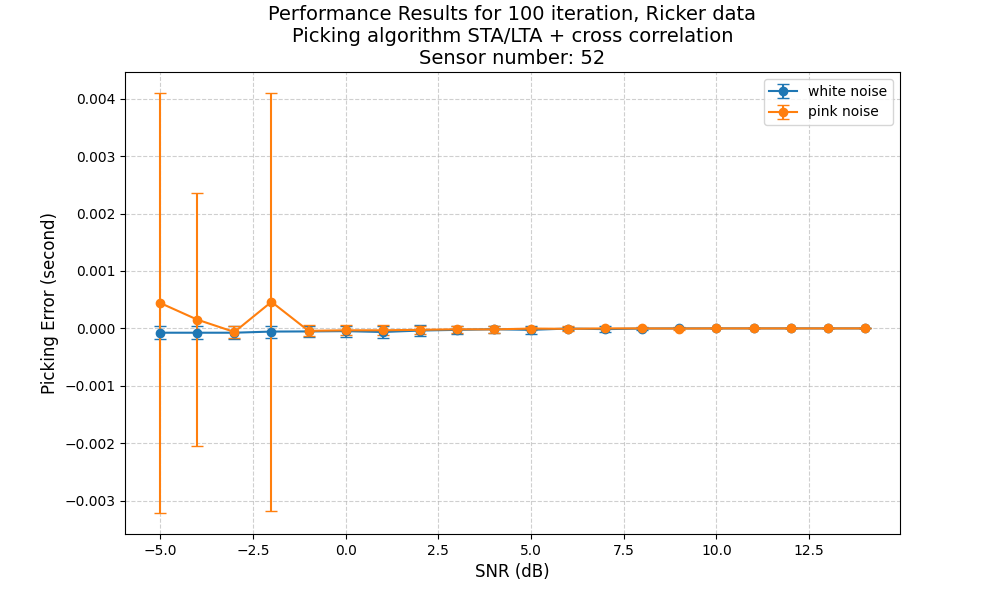 Performance Results for 100 iteration, Ricker data
Picking algorithm STA/LTA + cross correlation
Sensor number: 52
white noise
pink noise
Picking Error (second)
0.004
0.003
0.002
0.001
0.000
−0.001
−0.002
−0.003
−5.0 −2.5 0.0 2.5 5.0 7.5 10.0 12.5
SNR (dB)